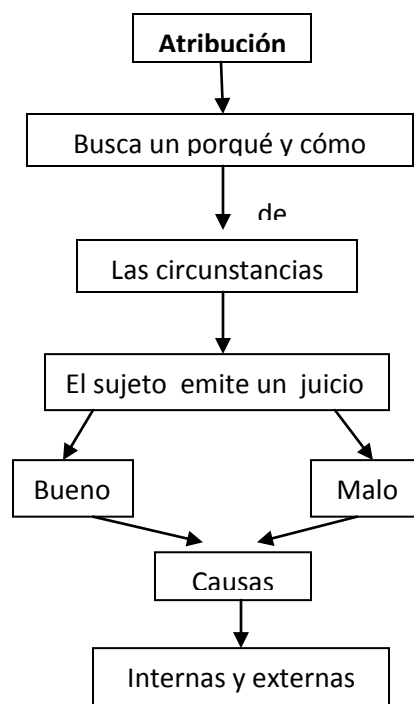 Atribución
Busca un porqué y cómo
de
Las circunstancias
El sujeto emite un juicio
Bueno
Malo
Causas
Internas y externas